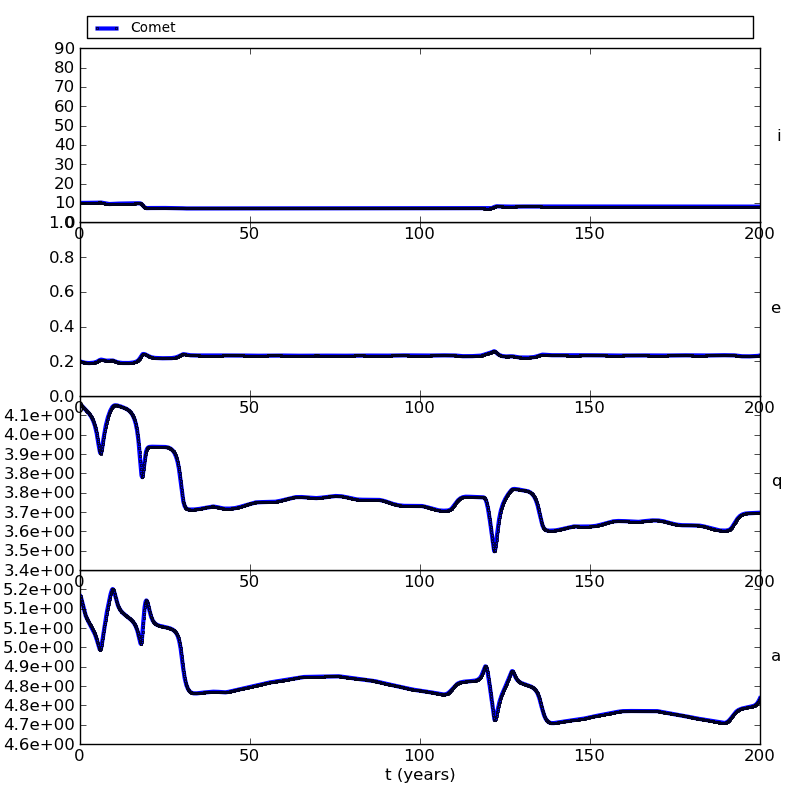 Comet
90
80
70
60
50
40
30
20
10
0
i
0 50 100 150 200
1.0
0.8
0.6
0.4
0.2
0.0
e
0 50 100 150 200
4.1e+00
4.0e+00
3.9e+00
3.8e+00
3.8e+00
3.7e+00
3.6e+00
3.5e+00
3.4e+00
q
0 50 100 150 200
5.2e+00
5.1e+00
5.1e+00
5.0e+00
4.9e+00
4.8e+00
4.8e+00
4.7e+00
4.6e+00
a
0 50 100 150 200
t (years)